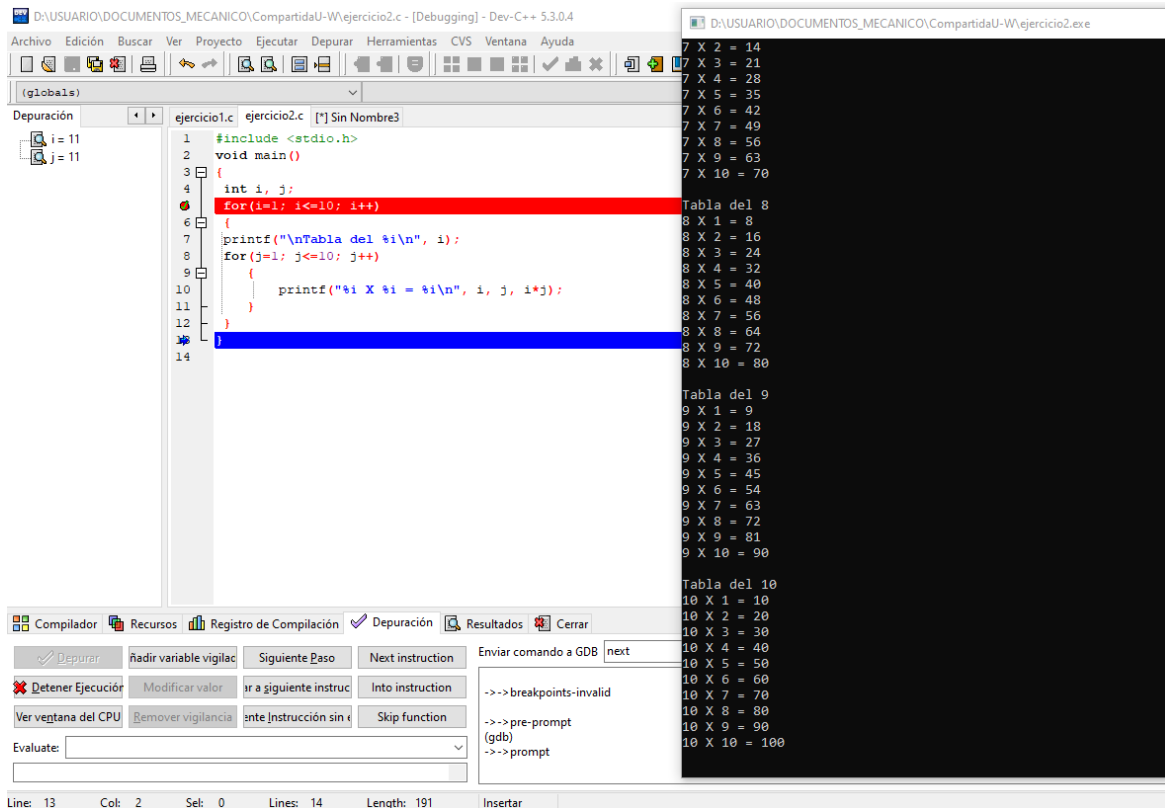 D:\USUARIO\DOCUMENTOS_MECANICO\CompartidaU-W\ejercicio2.c - [Debugging] - Dev-C++ 5.3.0.4
Archivo Edición Buscar Ver Proyecto Ejecutar Depurar Herramientas CVS Ventana Ayuda
(globals)
Depuración
i = 11
j = 11
ejercicio1.c ejercicio2.c [*] Sin Nombre3
1 #include <stdio.h>
2 void main()
3 {
4 int i, j;
for(i=1; i<=10; i++)
6 {
7 printf("\nTabla del %i\n", i);
8 for(j=1; j<=10; j++)
9 {
10 printf("%i X %i = %i\n", i, j, i*j);
11 }
12 }
13 }
14
Compilador Recursos Registro de Compilación Depuración Resultados Cerrar
Depurar ñadir variable vigilac Siguiente Paso Next instruction
Detener Ejecución Modificar valor ar a siguiente instruc Into instruction
Ver ventana del CPU Remover vigilancia ente Instrucción sin e Skip function
Evaluate:
Enviar comando a GDB next
->->breakpoints-invalid
->->pre-prompt
(gdb)
->->prompt
Line: 13 Col: 2 Sel: 0 Lines: 14 Length: 191 Insertar
D:\USUARIO\DOCUMENTOS_MECANICO\CompartidaU-W\ejercicio2.exe
7 X 2 = 14
7 X 3 = 21
7 X 4 = 28
7 X 5 = 35
7 X 6 = 42
7 X 7 = 49
7 X 8 = 56
7 X 9 = 63
7 X 10 = 70
Tabla del 8
8 X 1 = 8
8 X 2 = 16
8 X 3 = 24
8 X 4 = 32
8 X 5 = 40
8 X 6 = 48
8 X 7 = 56
8 X 8 = 64
8 X 9 = 72
8 X 10 = 80
Tabla del 9
9 X 1 = 9
9 X 2 = 18
9 X 3 = 27
9 X 4 = 36
9 X 5 = 45
9 X 6 = 54
9 X 7 = 63
9 X 8 = 72
9 X 9 = 81
9 X 10 = 90
Tabla del 10
10 X 1 = 10
10 X 2 = 20
10 X 3 = 30
10 X 4 = 40
10 X 5 = 50
10 X 6 = 60
10 X 7 = 70
10 X 8 = 80
10 X 9 = 90
10 X 10 = 100